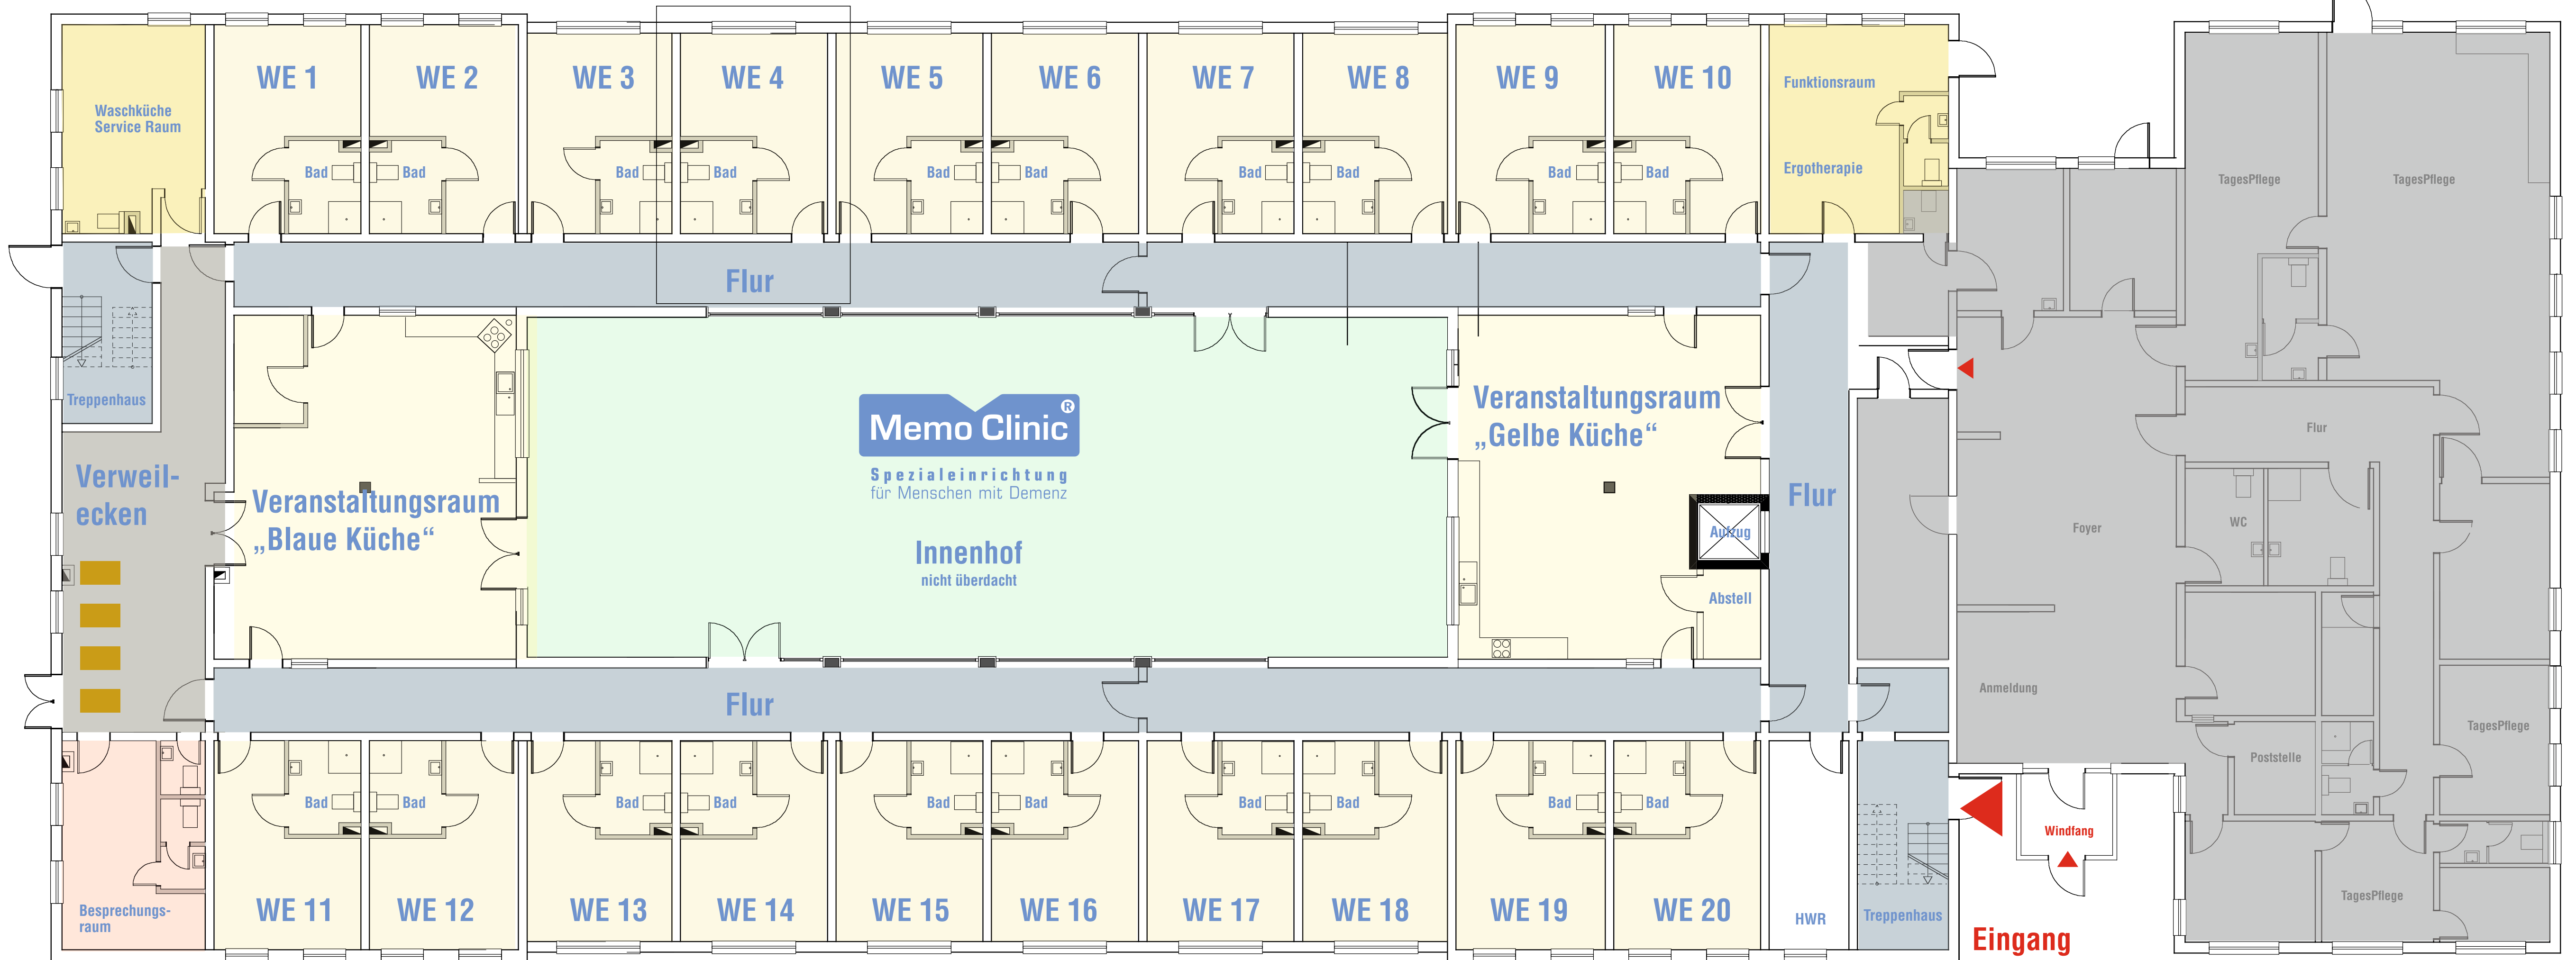 WE 1
WE 2
WE 3
WE 4
WE 5
WE 6
WE 7
WE 8
WE 9
WE 10
Waschküche
Service Raum
Funktionsraum
Ergotherapie
Bad
Bad
Bad
Bad
Bad
Bad
Bad
Bad
Bad
Bad
TagesPflege
TagesPflege
Flur
Treppenhaus
Verweil-
ecken
Veranstaltungsraum
„Blaue Küche“
Memo Clinic®
Spezialeinrichtung
für Menschen mit Demenz
Innenhof
nicht überdacht
Veranstaltungsraum
„Gelbe Küche“
Aufzug
Abstell
Flur
Flur
WC
Foyer
Anmeldung
Flur
TagesPflege
Poststelle
Bad
Bad
Bad
Bad
Bad
Bad
Bad
Bad
Bad
Bad
Windfang
Besprechungs-
raum
WE 11
WE 12
WE 13
WE 14
WE 15
WE 16
WE 17
WE 18
WE 19
WE 20
HWR
Treppenhaus
TagesPflege
Eingang